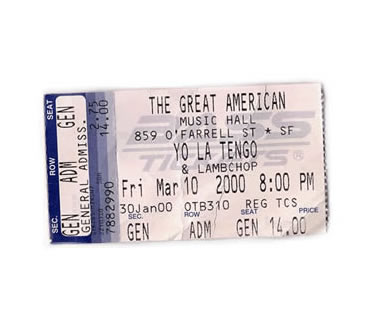 THE GREAT AMERICAN
MUSIC HALL
859 O'FARRELL ST * SF
YO LA TENGO
& LAMBCHOP
Fri Mar 10 2000 8:00 PM
30Jan00 OTB310 REG TCS
SEC. ROW SEAT PRICE
GEN ADM GEN 14.00
SEAT
ROW
SEC.
GEN ADM GEN
GENERAL ADMISS.
2.75
14.00
7882990
BASS
TICKETS®